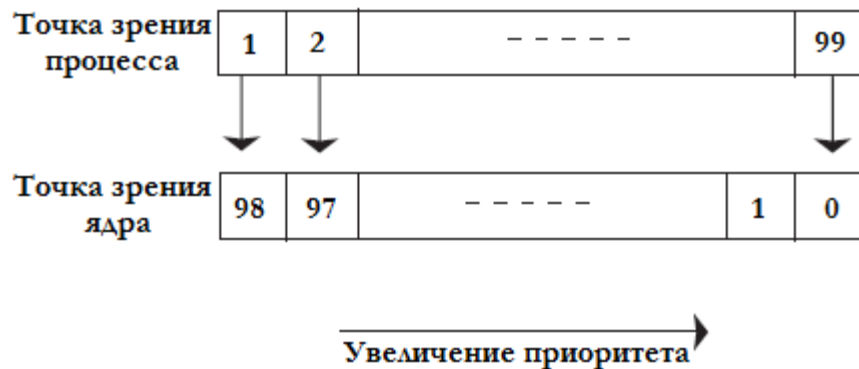 Точка зрения
процесса
1 2 - - - - - 99
Точка зрения
ядра
98 97 - - - - - 1 0
Увеличение приоритета